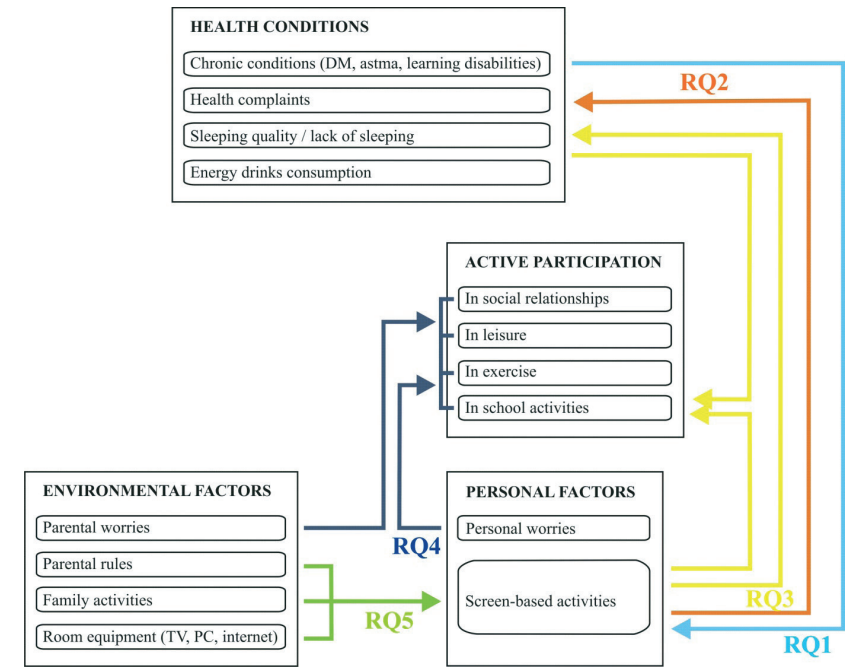 HEALTH CONDITIONS
Chronic conditions (DM, astma, learning disabilities)
Health complaints
Sleeping quality / lack of sleeping
Energy drinks consumption
RQ2
ACTIVE PARTICIPATION
In social relationships
In leisure
In exercise
In school activities
ENVIRONMENTAL FACTORS
Parental worries
Parental rules
Family activities
Room equipment (TV, PC, internet)
RQ4
RQ5
PERSONAL FACTORS
Personal worries
Screen-based activities
RQ3
RQ1